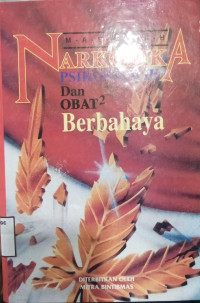 NARKOTIKA
Dan
OBAT²
Berbahaya
DITERBITKAN OLEH
MITRA BINTIBMAS